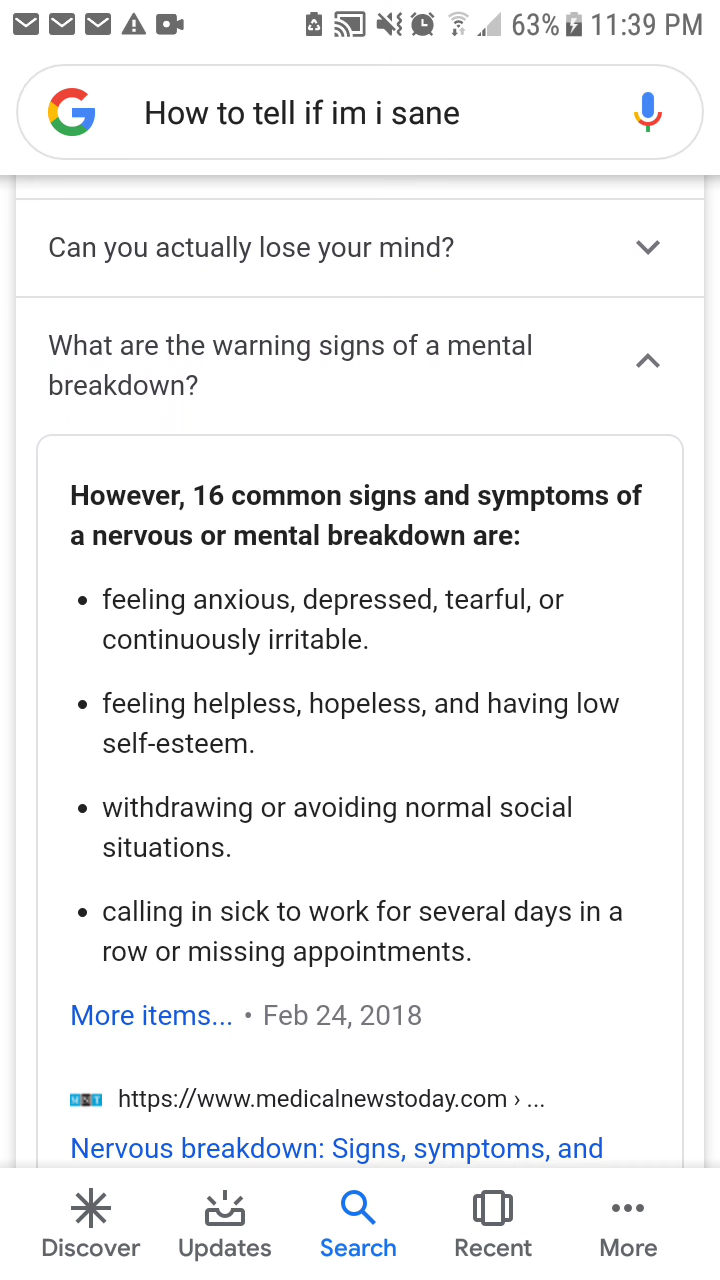 63% 11:39 PM
How to tell if im i sane
Can you actually lose your mind?
What are the warning signs of a mental
breakdown?
However, 16 common signs and symptoms of
a nervous or mental breakdown are:
• feeling anxious, depressed, tearful, or
continuously irritable.
• feeling helpless, hopeless, and having low
self-esteem.
• withdrawing or avoiding normal social
situations.
• calling in sick to work for several days in a
row or missing appointments.
More items... • Feb 24, 2018
MNT https://www.medicalnewstoday.com › ...
Nervous breakdown: Signs, symptoms, and
Discover Updates Search Recent More